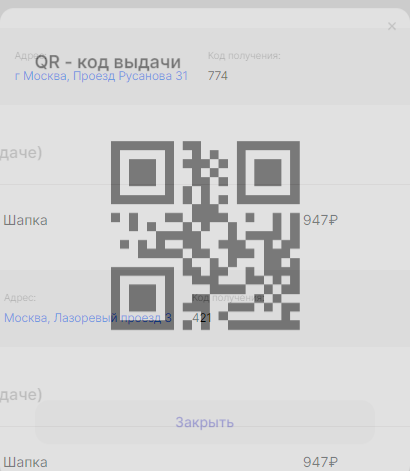 ×
Адрес: Код получения:
QR - код выдачи
г Москва, Проезд Русанова 31 774
даче)
Шапка 947₽
Адрес: Код получения:
Москва, Лазоревый проезд 3 421
даче)
Закрыть
Шапка 947₽